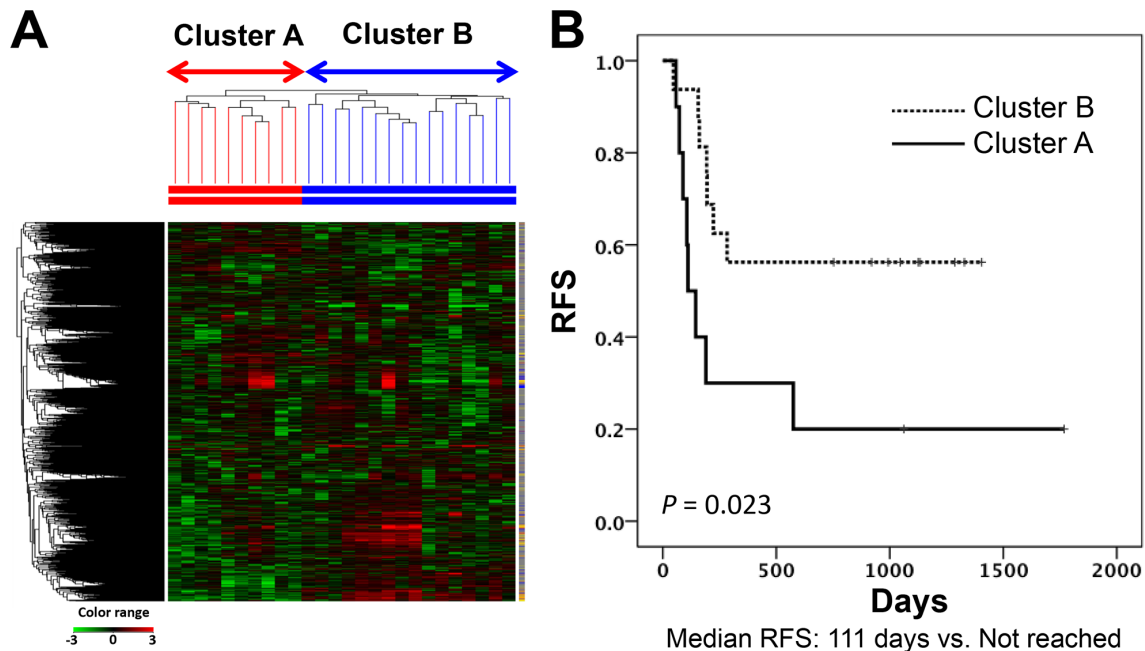 A
Cluster A
Cluster B
Color range
-3 0 3
B
1.0
0.8
0.6
0.4
0.2
0.0
RFS
Cluster B
Cluster A
P = 0.023
0 500 1000 1500 2000
Days
Median RFS: 111 days vs. Not reached